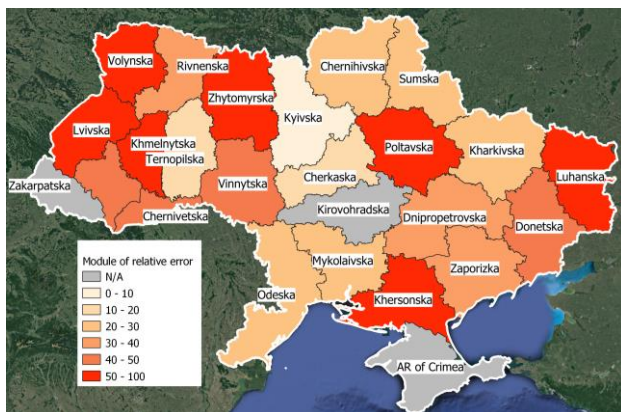 Volynska
Rivnenska
Zhytomyrska
Chernihivska
Sumska
Kyivska
Lvivska
Khmelnytska
Ternopilska
Poltavska
Kharkivska
Luhanska
Zakarpatska
Vinnytska
Cherkaska
Chernivetska
Kirovohradska
Dnipropetrovska
Donetska
Mykolaivska
Zaporizka
Odeska
Khersonska
AR of Crimea
Module of relative error
N/A
0 - 10
10 - 20
20 - 30
30 - 40
40 - 50
50 - 100